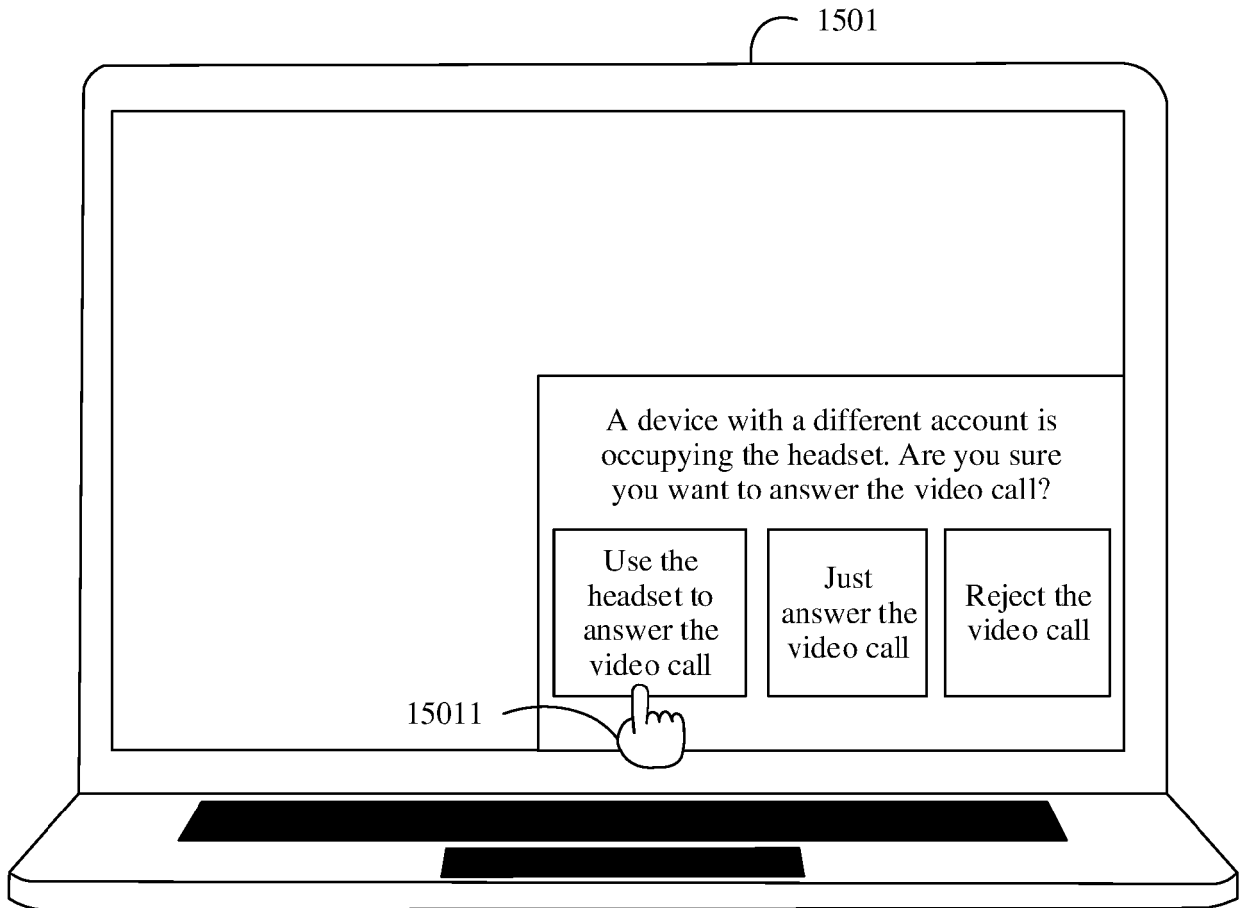 1501
A device with a different account is
occupying the headset. Are you sure
you want to answer the video call?
Use the
headset to
answer the
video call
Just
answer the
video call
Reject the
video call
15011